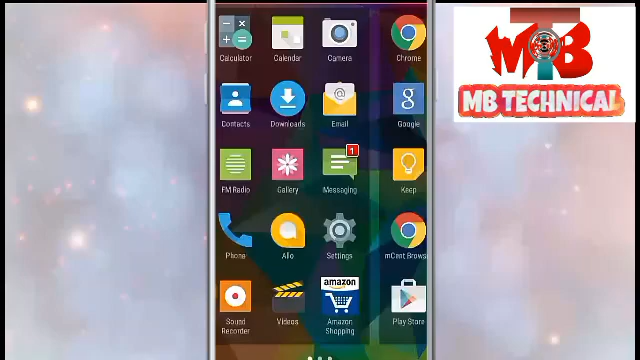 Calculator Calendar Camera Chrome
MTB
MB TECHNICAL
Contacts Downloads Email Google
1
FM Radio Gallery Messaging Keep
Phone Allo Settings mCent Brows
amazon
Sound Recorder Videos Amazon Shopping Play Store